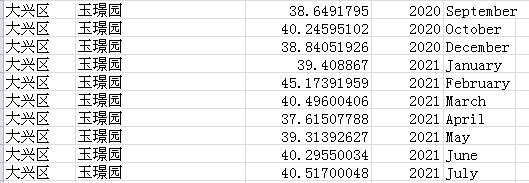 大兴区 玉璟园 38.6491795 2020 September
大兴区 玉璟园 40.24595102 2020 October
大兴区 玉璟园 38.84051926 2020 December
大兴区 玉璟园 39.408867 2021 January
大兴区 玉璟园 45.17391959 2021 February
大兴区 玉璟园 40.49600406 2021 March
大兴区 玉璟园 37.61507788 2021 April
大兴区 玉璟园 39.31392627 2021 May
大兴区 玉璟园 40.29550034 2021 June
大兴区 玉璟园 40.51700048 2021 July